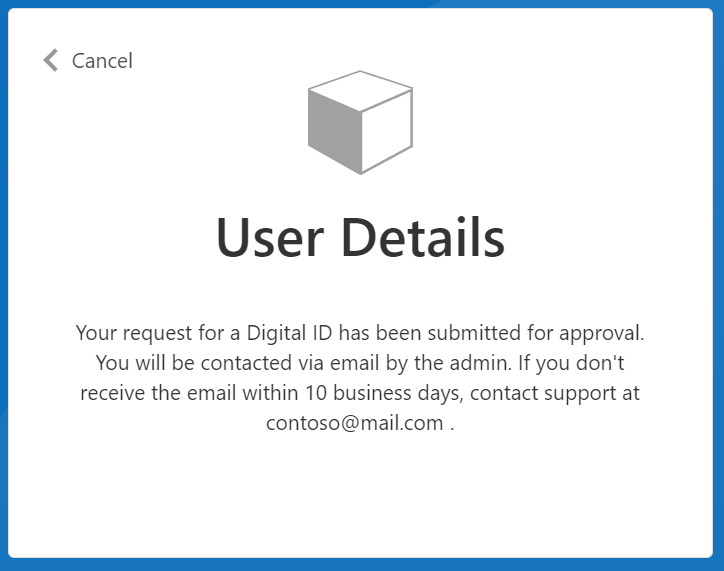 Cancel
User Details
Your request for a Digital ID has been submitted for approval.
You will be contacted via email by the admin. If you don't
receive the email within 10 business days, contact support at
contoso@mail.com .